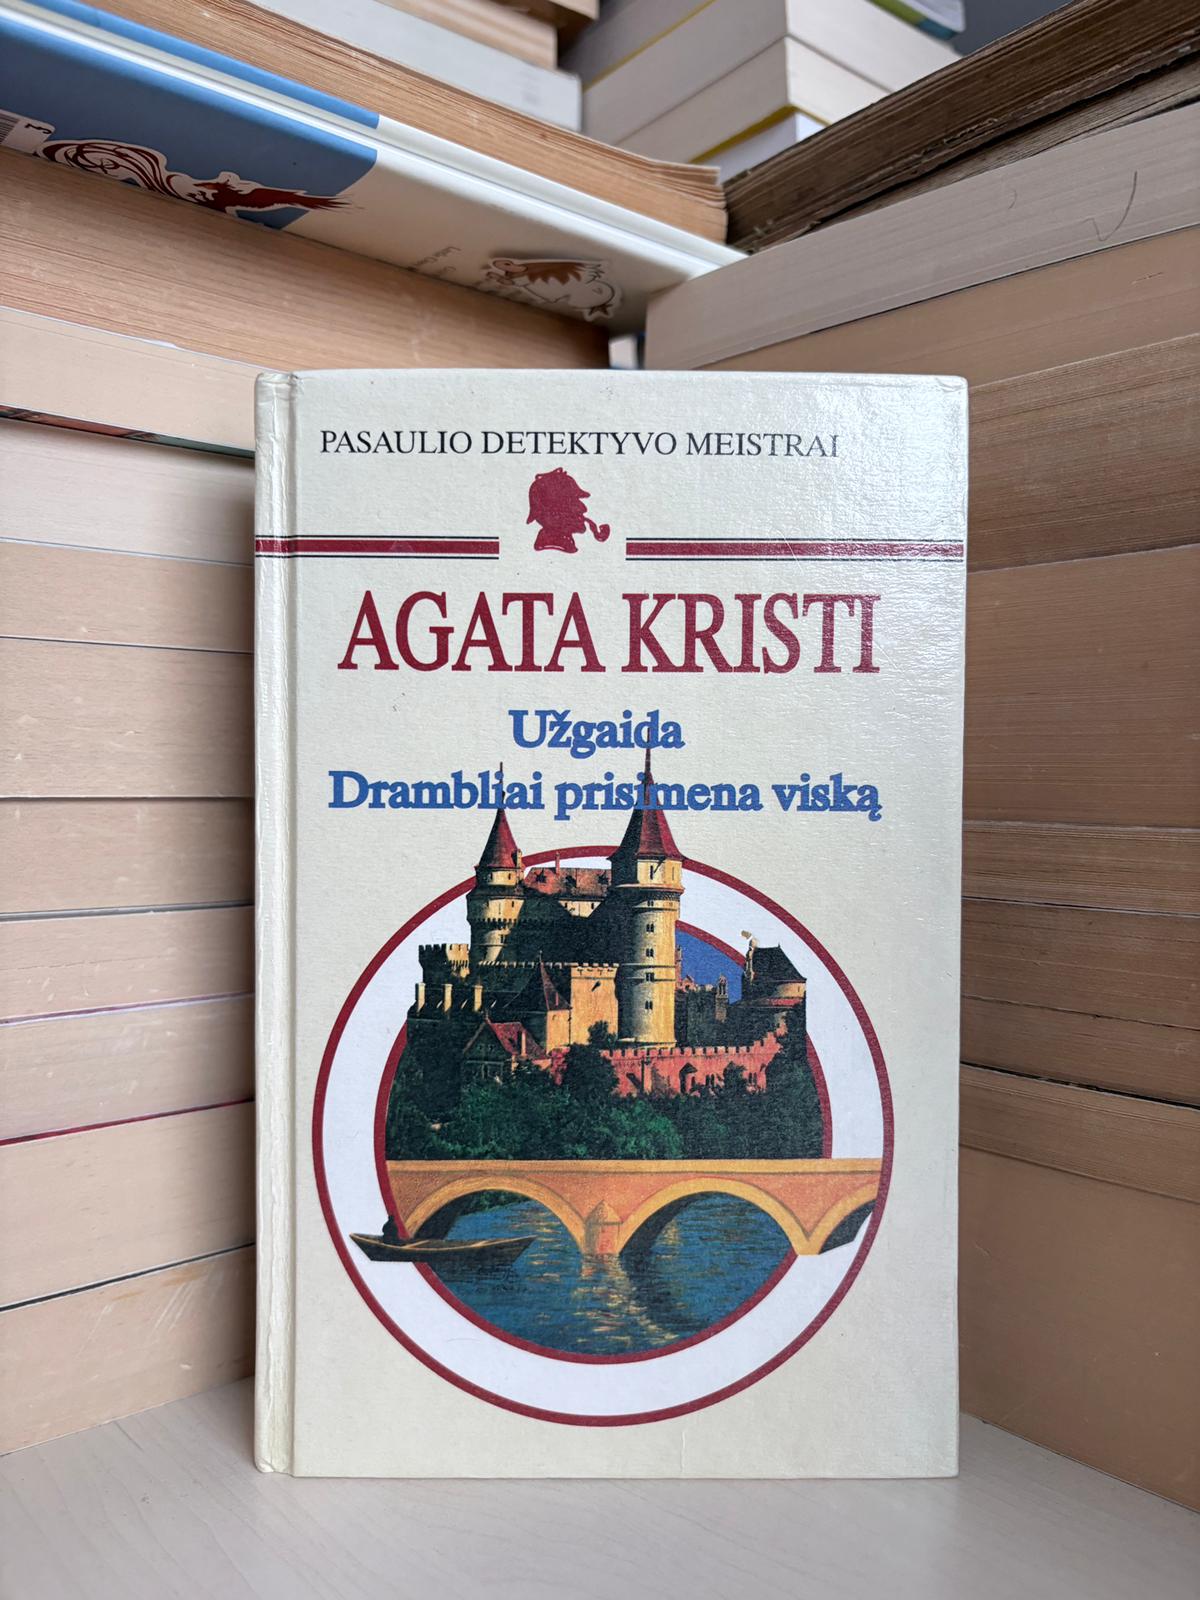 PASAULIO DETEKTYVO MEISTRAI
AGATA KRISTI
Užgaida
Drambliai prisimena viską